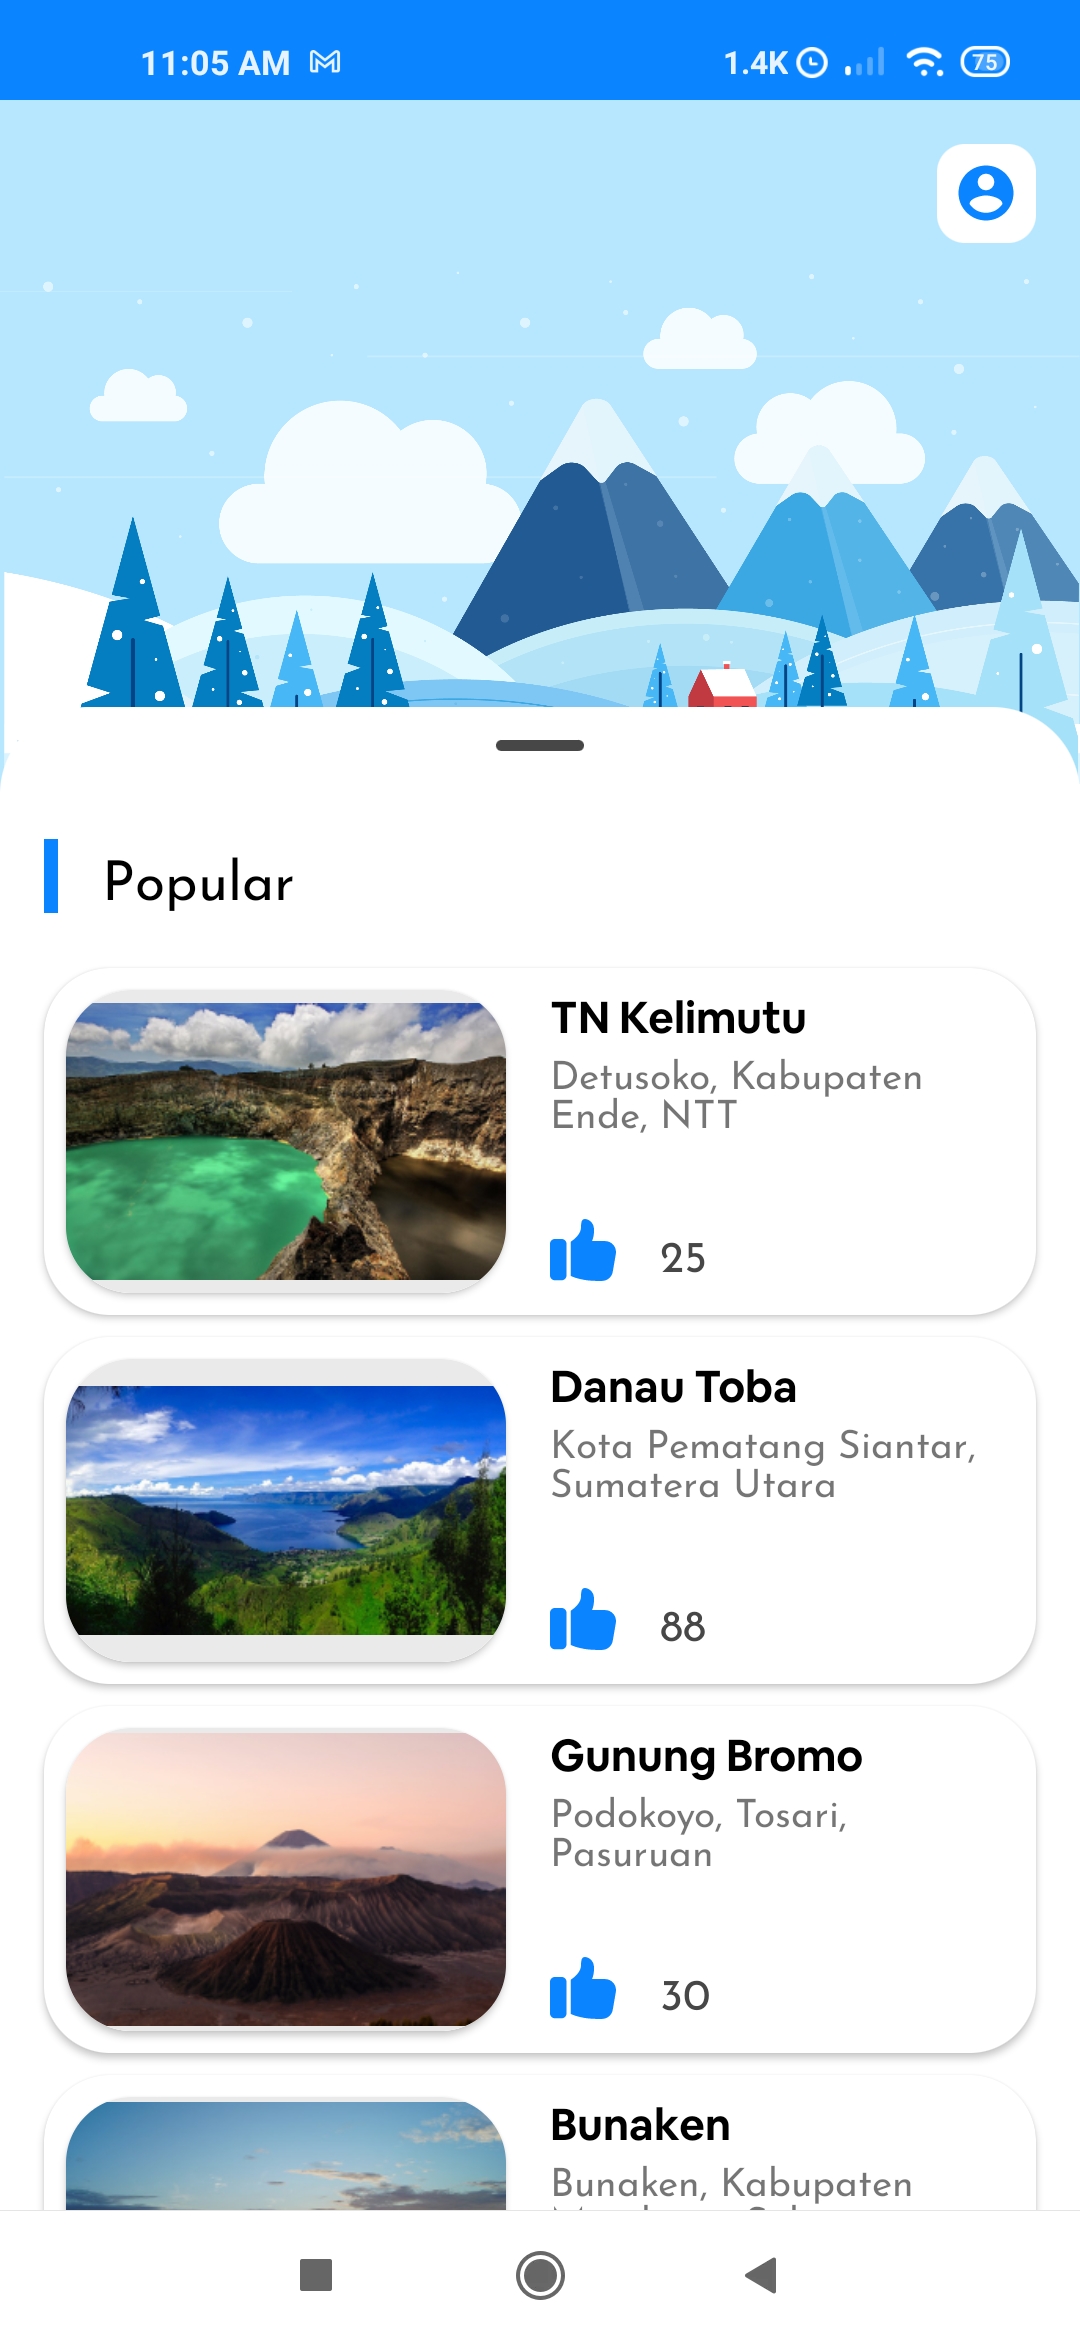 11:05 AM
1.4K
75
Popular
TN Kelimutu
Detusoko, Kabupaten
Ende, NTT
25
Danau Toba
Kota Pematang Siantar,
Sumatera Utara
88
Gunung Bromo
Podokoyo, Tosari,
Pasuruan
30
Bunaken
Bunaken, Kabupaten